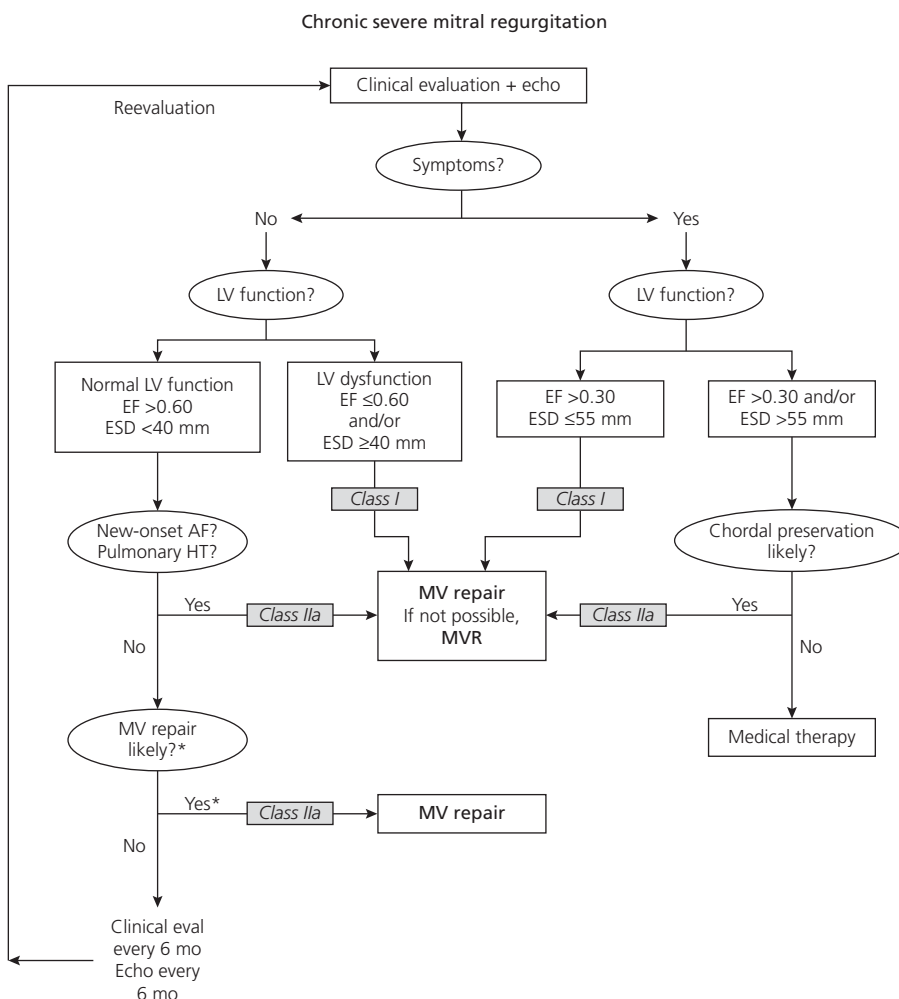 Chronic severe mitral regurgitation
Clinical evaluation + echo
Reevaluation
Symptoms?
No
Yes
LV function?
LV function?
Normal LV function
EF >0.60
ESD <40 mm
LV dysfunction
EF ≤0.60
and/or
ESD ≥40 mm
EF >0.30
ESD ≤55 mm
EF >0.30 and/or
ESD >55 mm
Class I
Class I
New-onset AF?
Pulmonary HT?
Chordal preservation
likely?
MV repair
If not possible,
MVR
Yes
Class IIa
Class IIa
Yes
No
No
MV repair
likely?*
Medical therapy
Yes*
Class IIa
MV repair
No
Clinical eval
every 6 mo
Echo every
6 mo